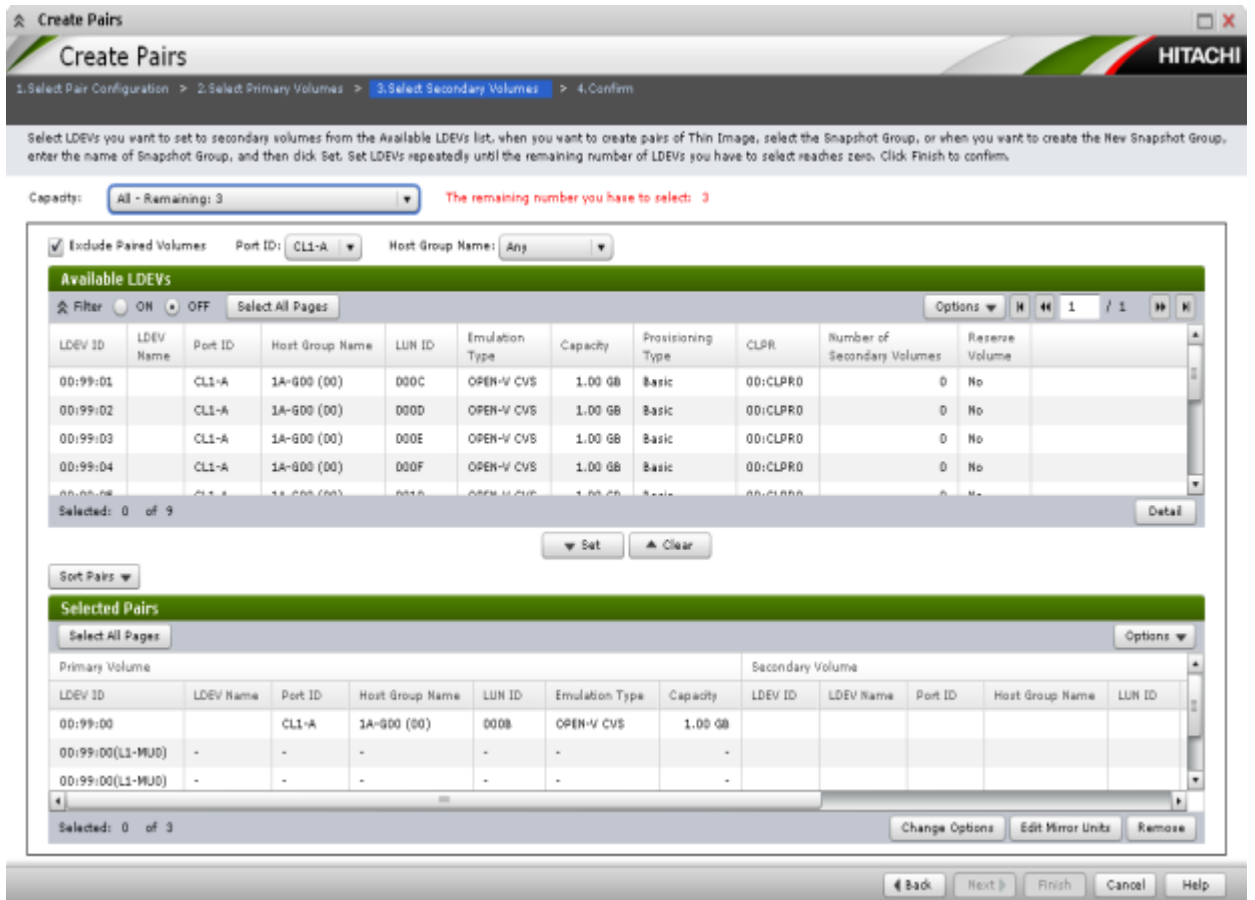 Create Pairs
Create Pairs
HITACHI
1.Select Pair Configuration > 2.Select Primary Volumes > 3.Select Secondary Volumes > 4.Confirm
Select LDEVs you want to set to secondary volumes from the Available LDEVs list, when you want to create pairs of Thin Image, select the Snapshot Group, or when you want to create the New Snapshot Group,
enter the name of Snapshot Group, and then click Set. Set LDEVs repeatedly until the remaining number of LDEVs you have to select reaches zero. Click Finish to confirm.
Capacity: All - Remaining: 3 The remaining number you have to select: 3
Exclude Paired Volumes Port ID: CL1-A Host Group Name: Any
Available LDEVs
Filter ON OFF Select All Pages Options 1 / 1
LDEV ID LDEV Name Port ID Host Group Name LUN ID Emulation Type Capacity Provisioning Type CLPR Number of Secondary Volumes Reserve Volume
00:99:01 CL1-A 1A-G00 (00) 000C OPEN-V CVS 1.00 GB Basic 00:CLPR0 0 No
00:99:02 CL1-A 1A-G00 (00) 000D OPEN-V CVS 1.00 GB Basic 00:CLPR0 0 No
00:99:03 CL1-A 1A-G00 (00) 000E OPEN-V CVS 1.00 GB Basic 00:CLPR0 0 No
00:99:04 CL1-A 1A-G00 (00) 000F OPEN-V CVS 1.00 GB Basic 00:CLPR0 0 No
Selected: 0 of 9 Detail
Set Clear
Sort Pairs
Selected Pairs
Select All Pages Options
Primary Volume Secondary Volume
LDEV ID LDEV Name Port ID Host Group Name LUN ID Emulation Type Capacity LDEV ID LDEV Name Port ID Host Group Name LUN ID
00:99:00 CL1-A 1A-G00 (00) 000B OPEN-V CVS 1.00 GB
00:99:00(L1-MU0) - - - - - -
00:99:00(L1-MU0) - - - - - -
Selected: 0 of 3 Change Options Edit Mirror Units Remove
Back Next Finish Cancel Help